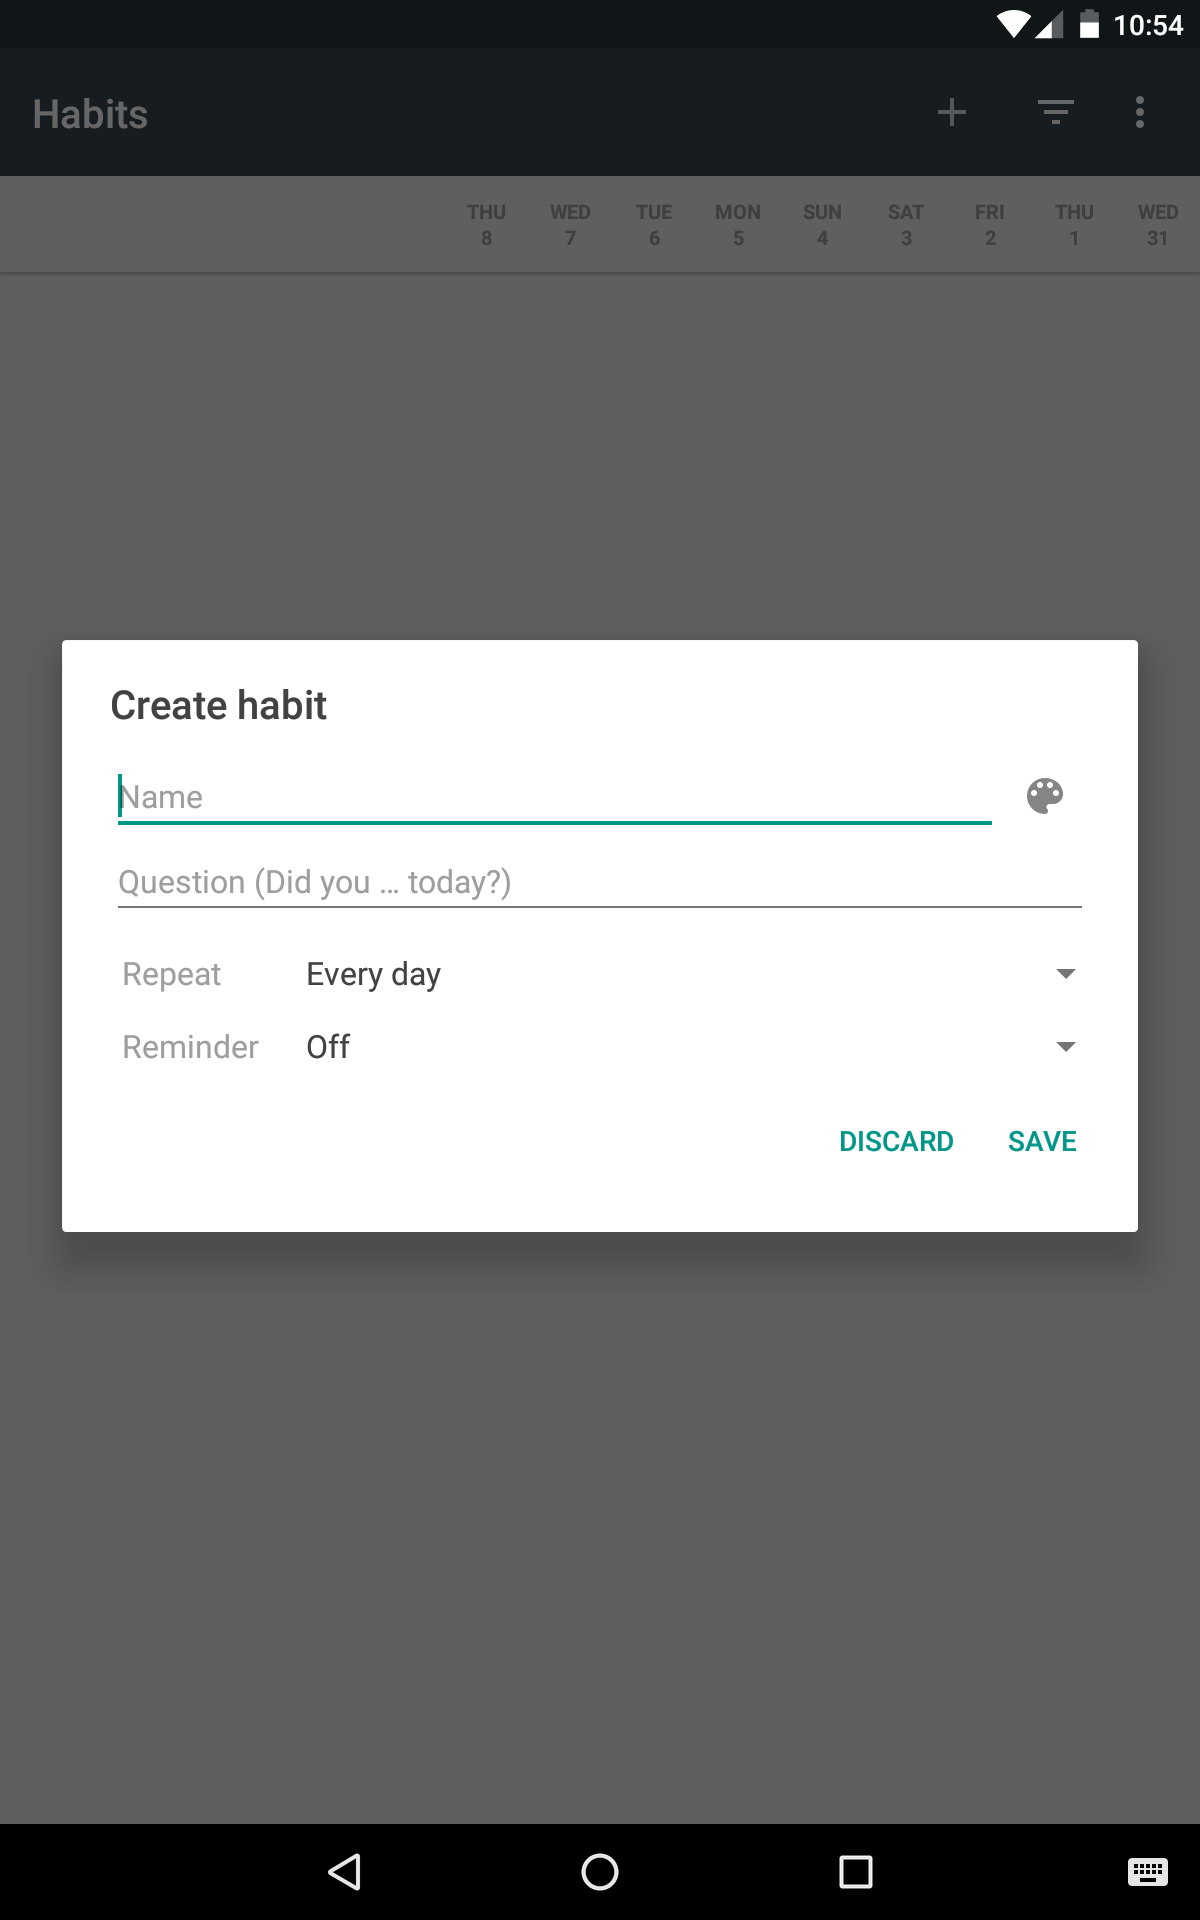 10:54
Habits
THU WED TUE MON SUN SAT FRI THU WED
8 7 6 5 4 3 2 1 31
Create habit
Name
Question (Did you … today?)
Repeat Every day
Reminder Off
DISCARD SAVE